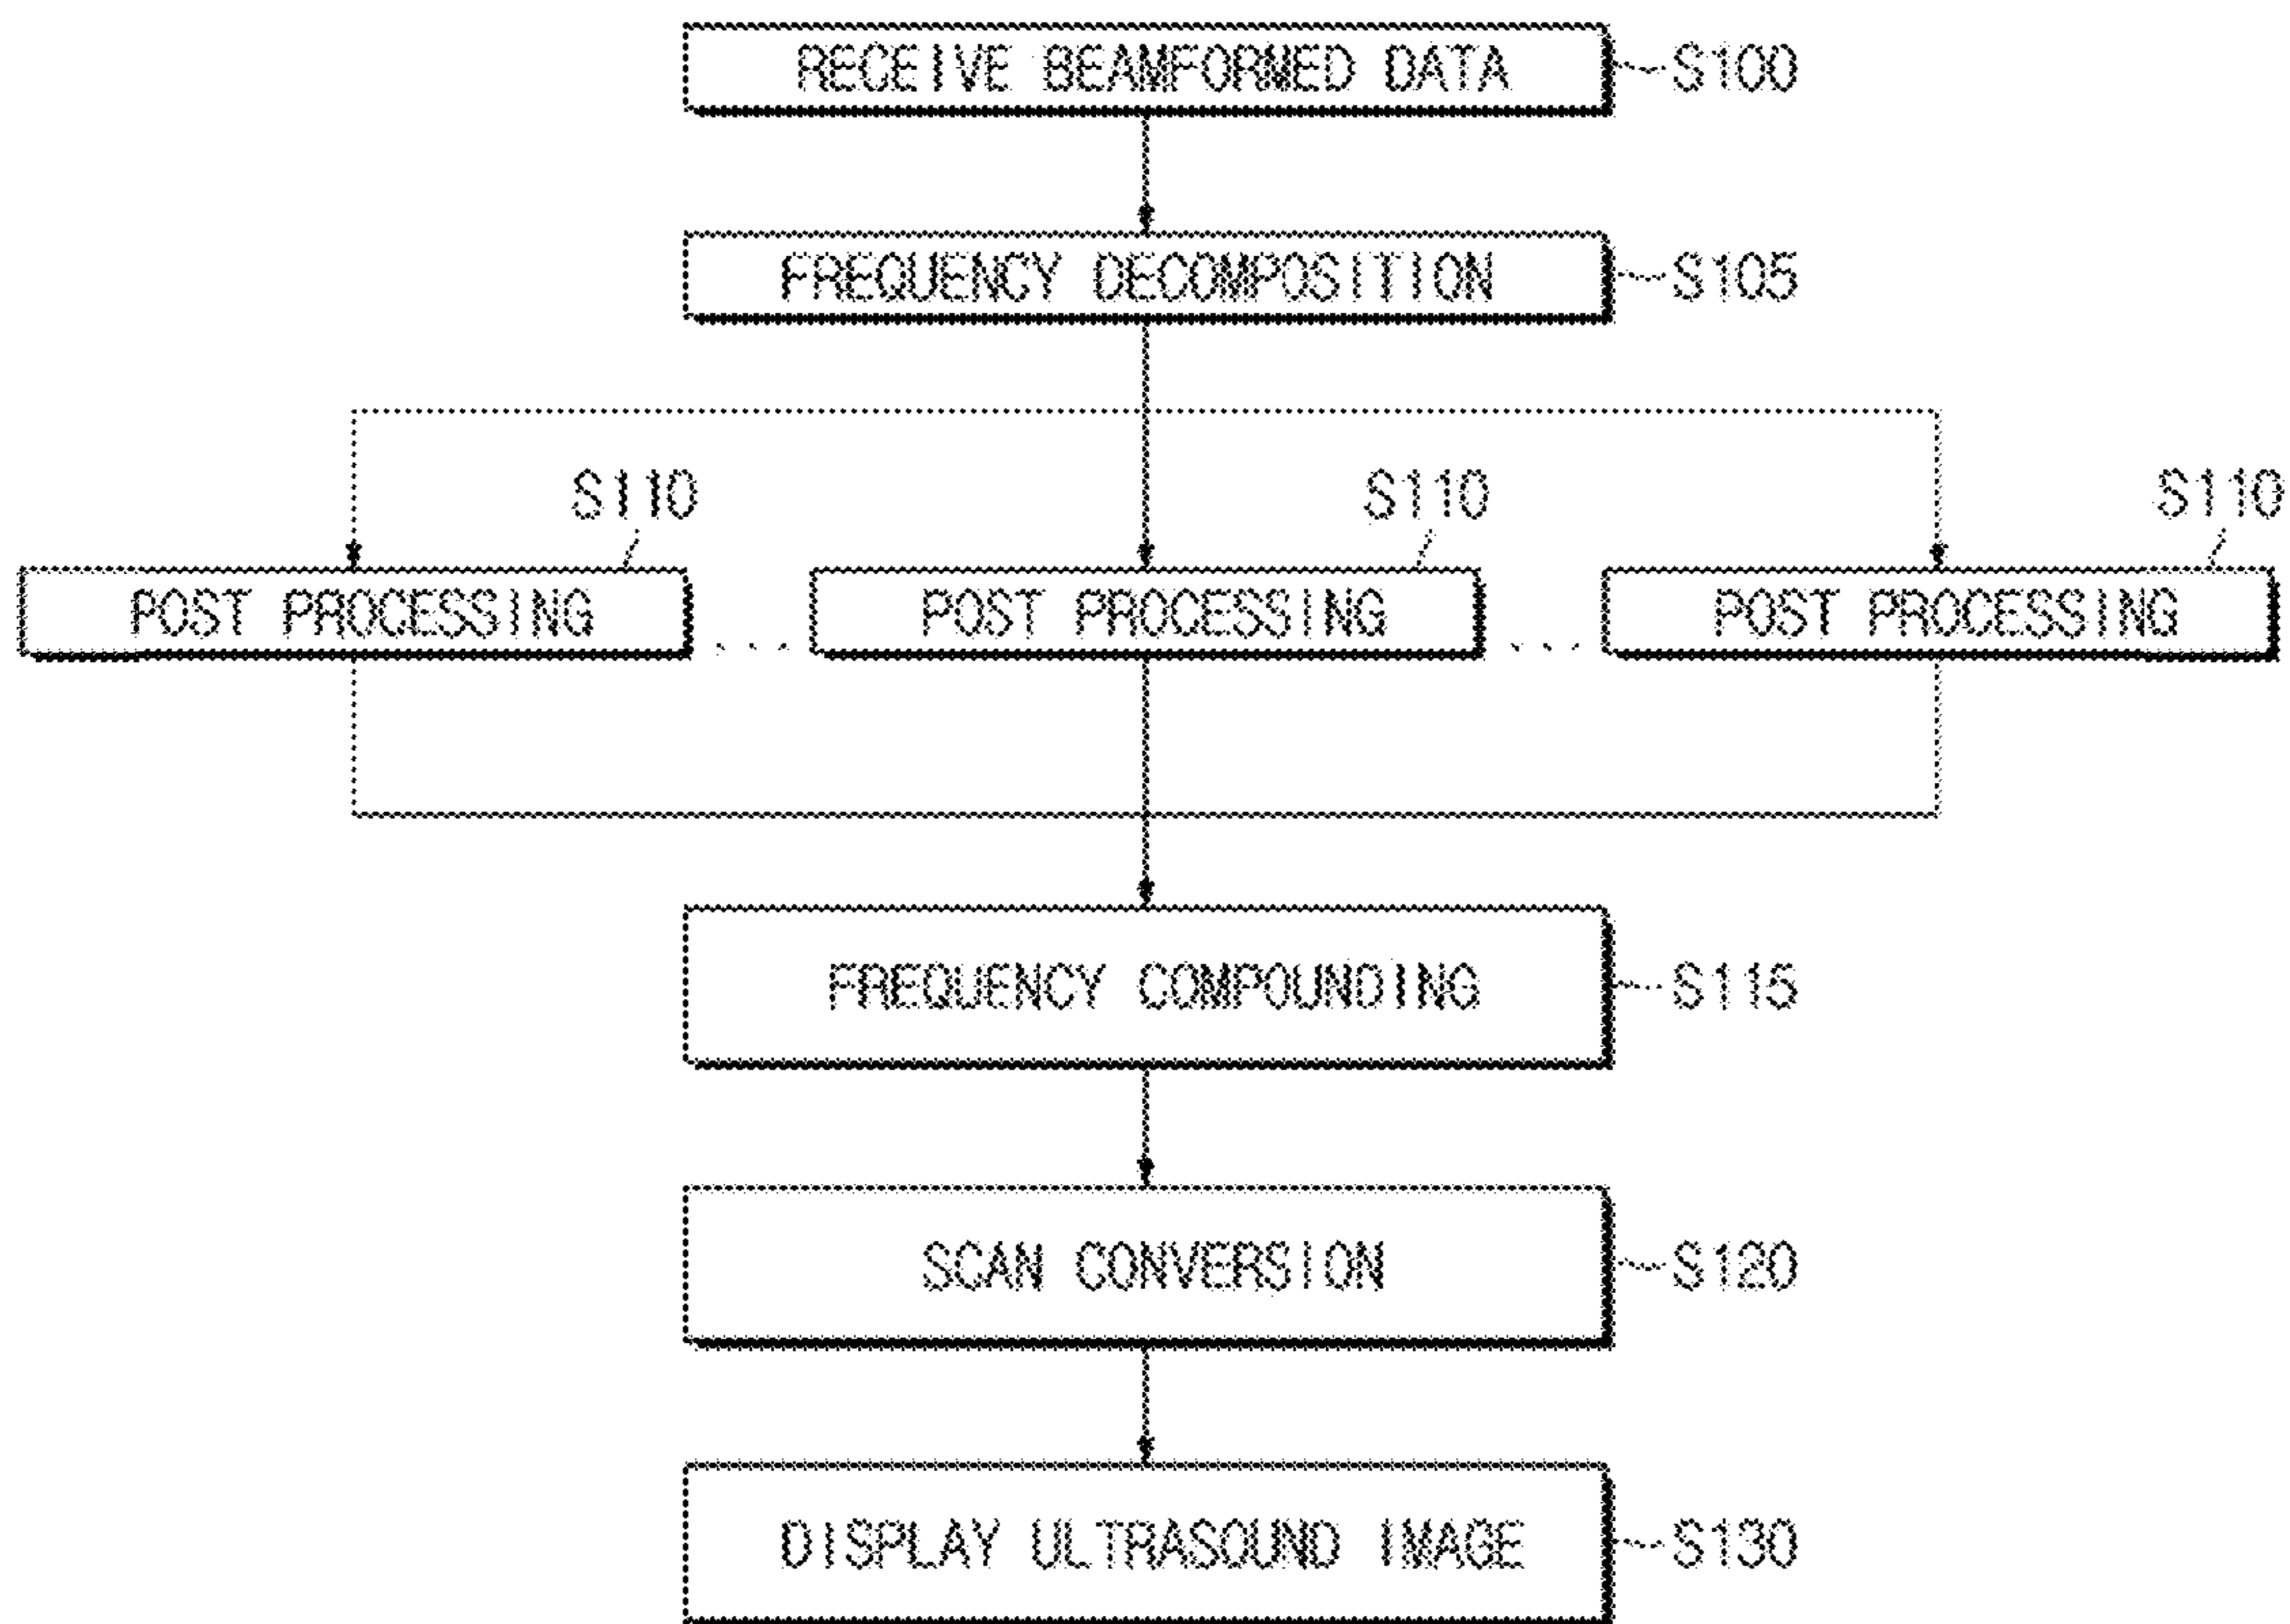 RECEIVE BEAMFORMED DATA S100
FREQUENCY DECOMPOSITION S105
S110 S110 S110
POST PROCESSING ... POST PROCESSING ... POST PROCESSING
FREQUENCY COMPOUNDING S115
SCAN CONVERSION S120
DISPLAY ULTRASOUND IMAGE S130